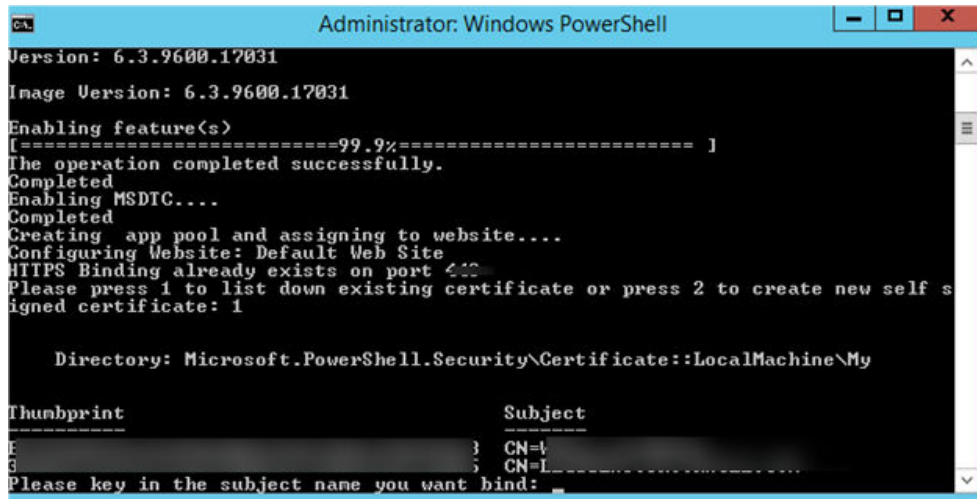 Administrator: Windows PowerShell
Version: 6.3.9600.17031
Image Version: 6.3.9600.17031
Enabling feature(s)
[===========================99.9%========================= ]
The operation completed successfully.
Completed
Enabling MSDTC....
Completed
Creating  app pool and assigning to website....
Configuring Website: Default Web Site
HTTPS Binding already exists on port
Please press 1 to list down existing certificate or press 2 to create new self s
igned certificate: 1
Directory: Microsoft.PowerShell.Security\Certificate::LocalMachine\My
Thumbprint Subject
---------- -------
CN=
CN=
Please key in the subject name you want bind: _